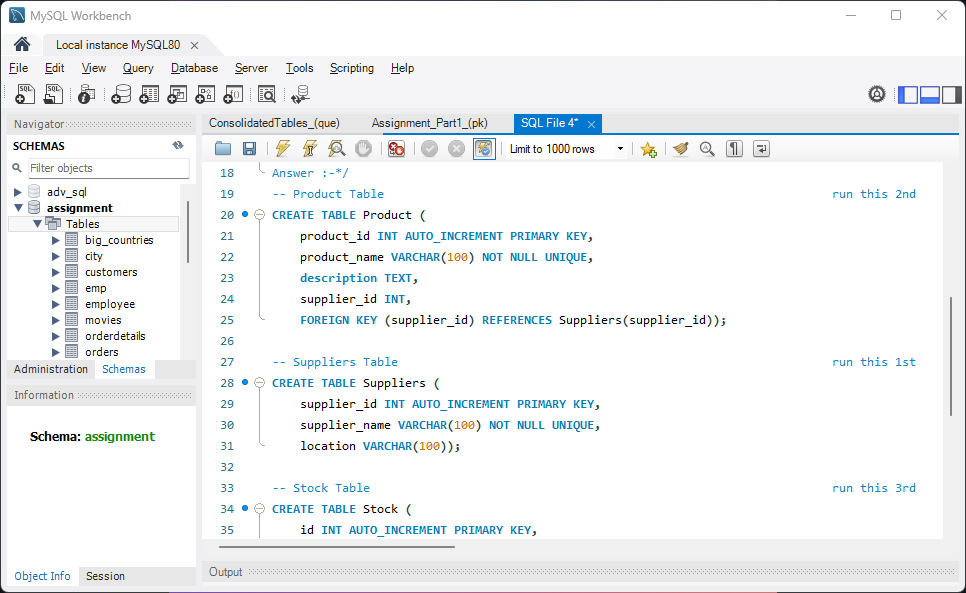 MySQL Workbench
Local instance MySQL80
File Edit View Query Database Server Tools Scripting Help
Navigator
SCHEMAS
Filter objects
adv_sql
assignment
Tables
big_countries
city
customers
emp
employee
movies
orderdetails
orders
Administration Schemas
Information
Schema: assignment
Object Info Session
ConsolidatedTables_(que) Assignment_Part1_(pk) SQL File 4*
Limit to 1000 rows
18 Answer :-*/
19 -- Product Table run this 2nd
20 CREATE TABLE Product (
21 product_id INT AUTO_INCREMENT PRIMARY KEY,
22 product_name VARCHAR(100) NOT NULL UNIQUE,
23 description TEXT,
24 supplier_id INT,
25 FOREIGN KEY (supplier_id) REFERENCES Suppliers(supplier_id));
26
27 -- Suppliers Table run this 1st
28 CREATE TABLE Suppliers (
29 supplier_id INT AUTO_INCREMENT PRIMARY KEY,
30 supplier_name VARCHAR(100) NOT NULL UNIQUE,
31 location VARCHAR(100));
32
33 -- Stock Table run this 3rd
34 CREATE TABLE Stock (
35 id INT AUTO_INCREMENT PRIMARY KEY,
Output